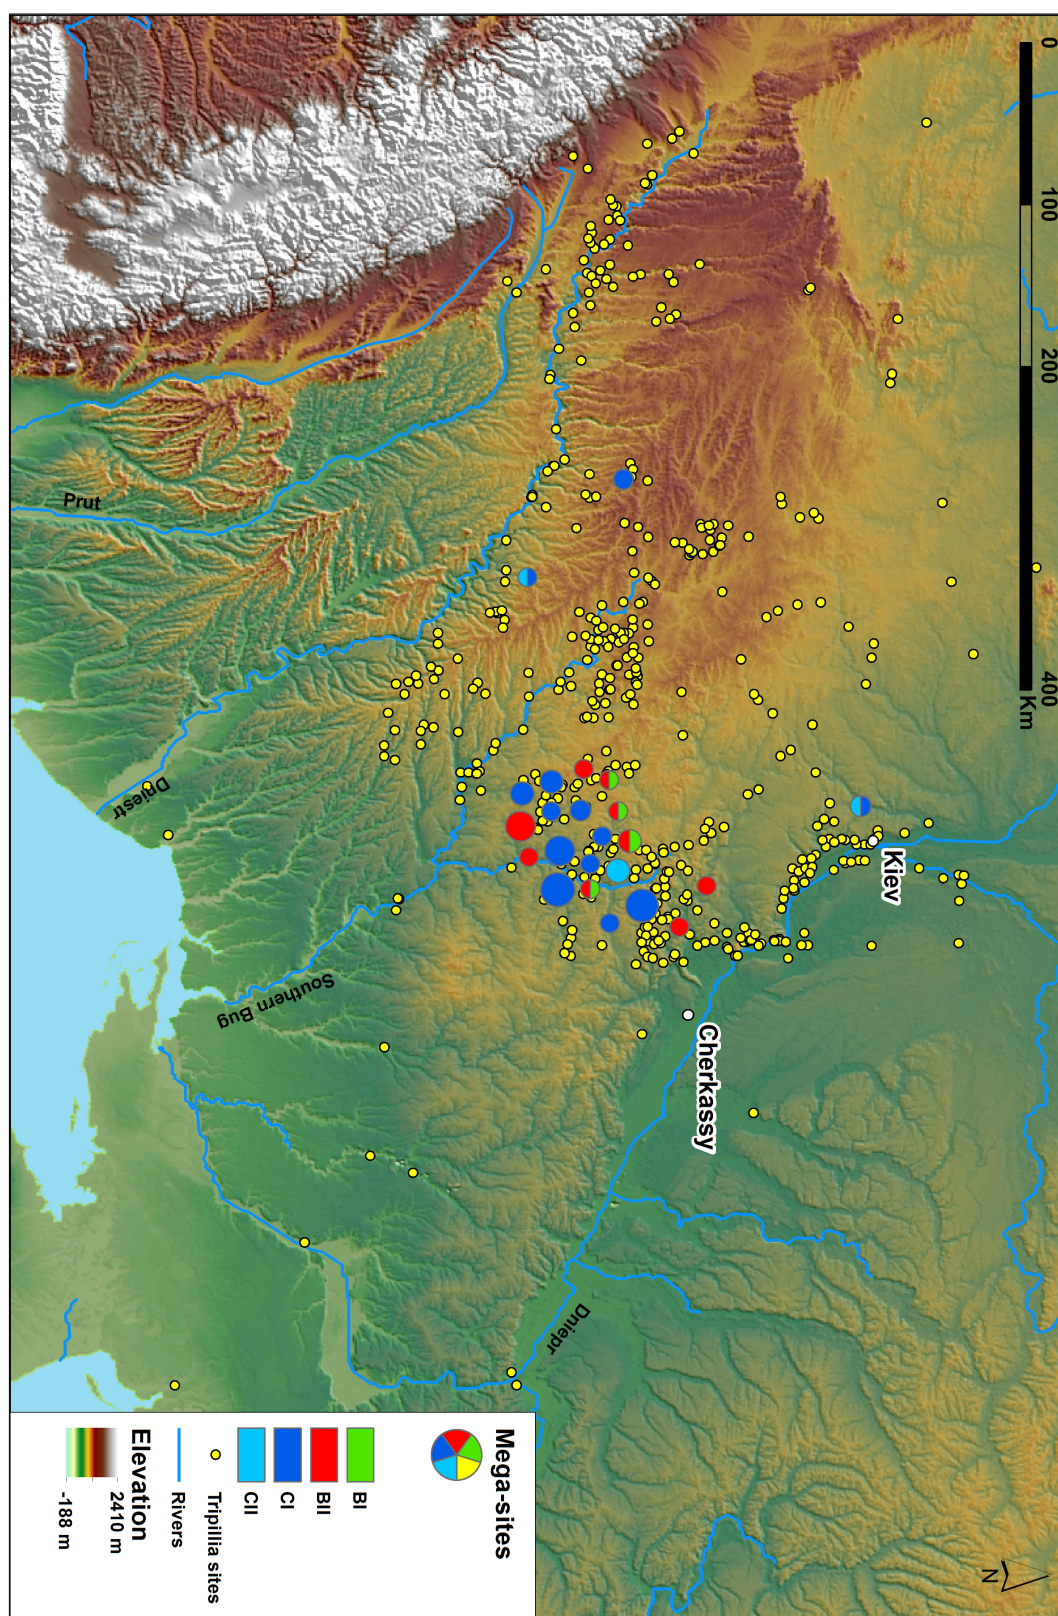 0
100
200
400
Km
Kiev
Cherkassy
Prut
Dniestr
Southern Bug
Dniepr
N
Mega-sites
BI
BII
CI
CII
Tripillia sites
Rivers
Elevation
2410 m
-188 m